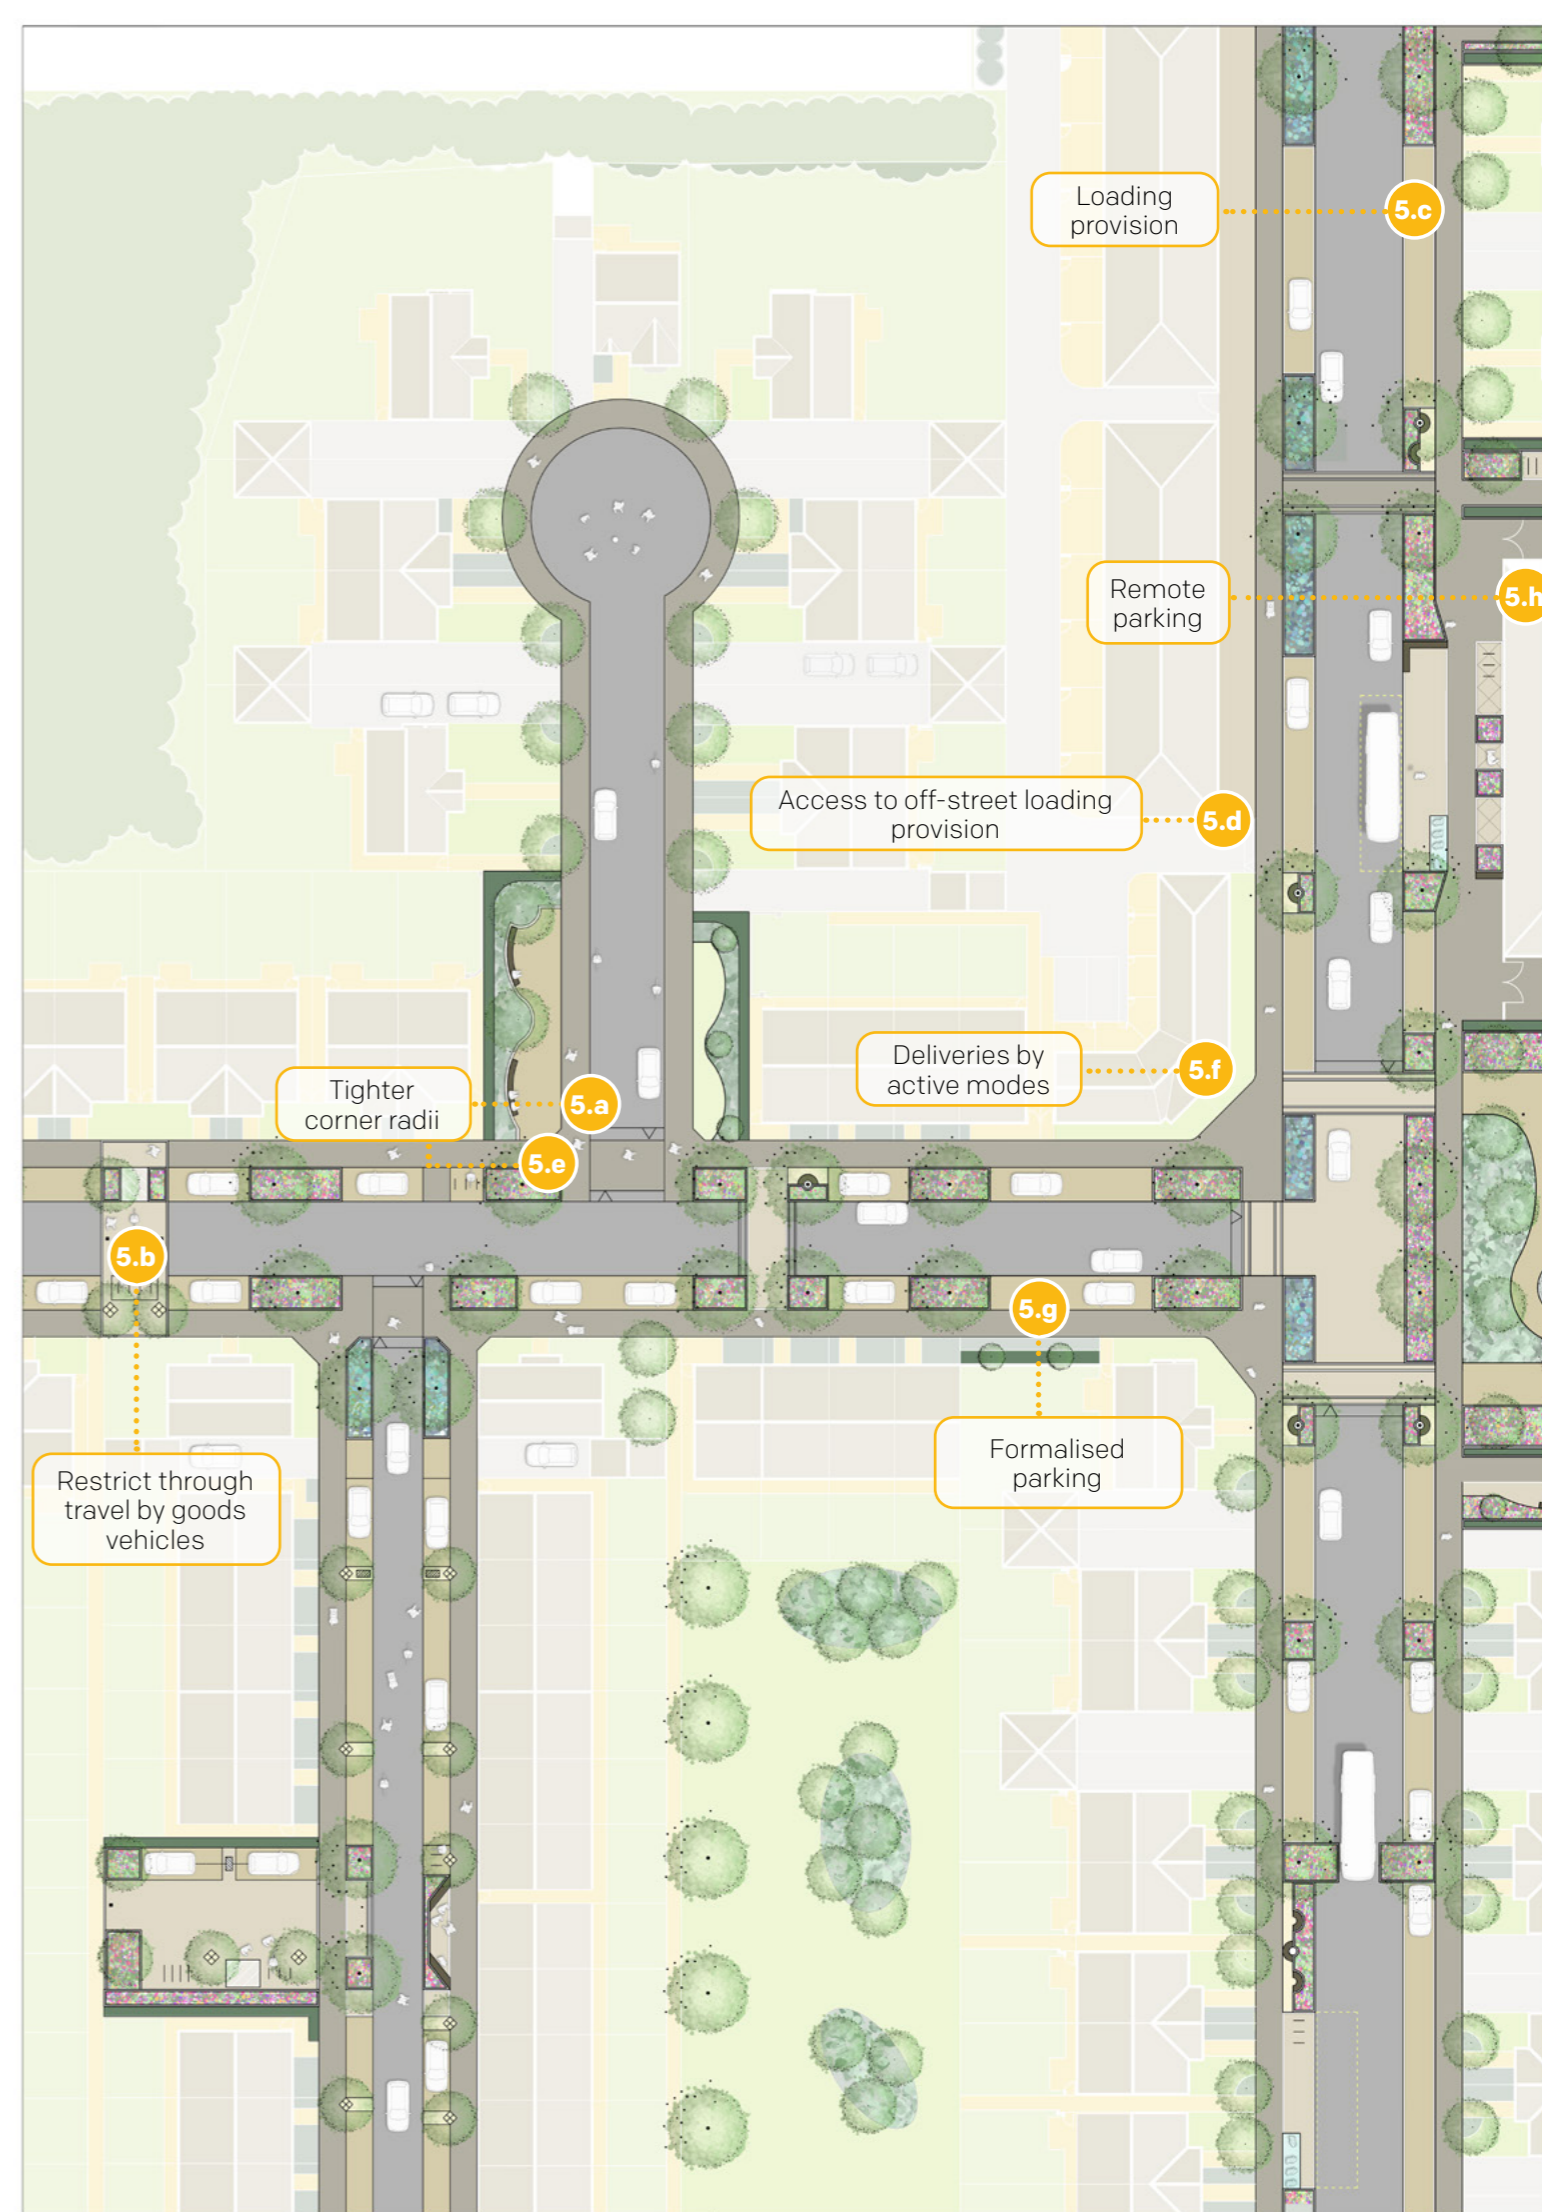 Loading
provision
5.c
Remote
parking
5.h
Access to off-street loading
provision
5.d
Deliveries by
active modes
5.f
Tighter
corner radii
5.a
5.e
5.b
5.g
Restrict through
travel by goods
vehicles
Formalised
parking